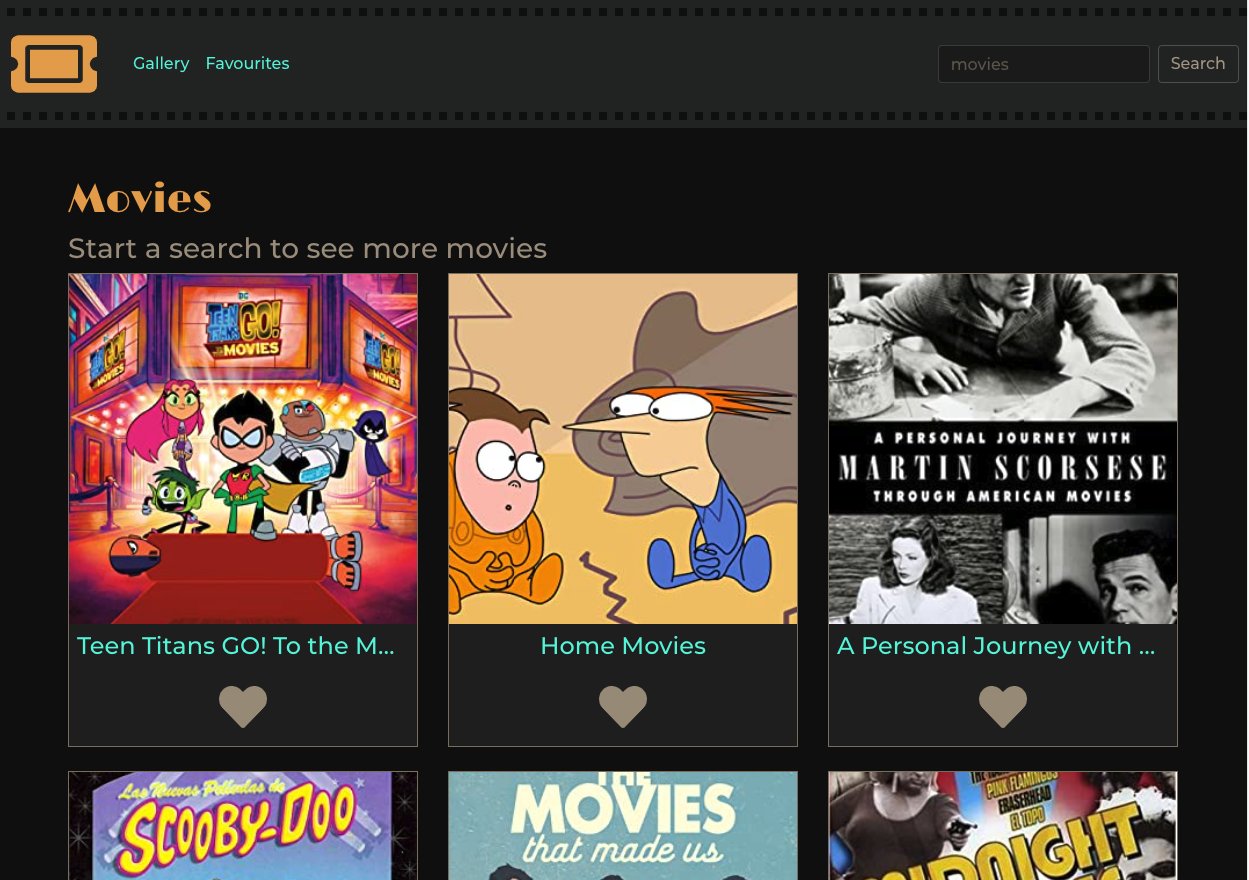 Gallery Favourites
movies Search
Movies
Start a search to see more movies
DC
TEEN TITANS GO! TO THE MOVIES
A PERSONAL JOURNEY WITH
MARTIN SCORSESE
THROUGH AMERICAN MOVIES
Teen Titans GO! To the M...
Home Movies
A Personal Journey with ...
Las Nuevas Películas de
SCOOBY-DOO
THE
MOVIES
that made us
PINK FLAMINGOS
ERASERHEAD
EL TOPO
MIDNIGHT